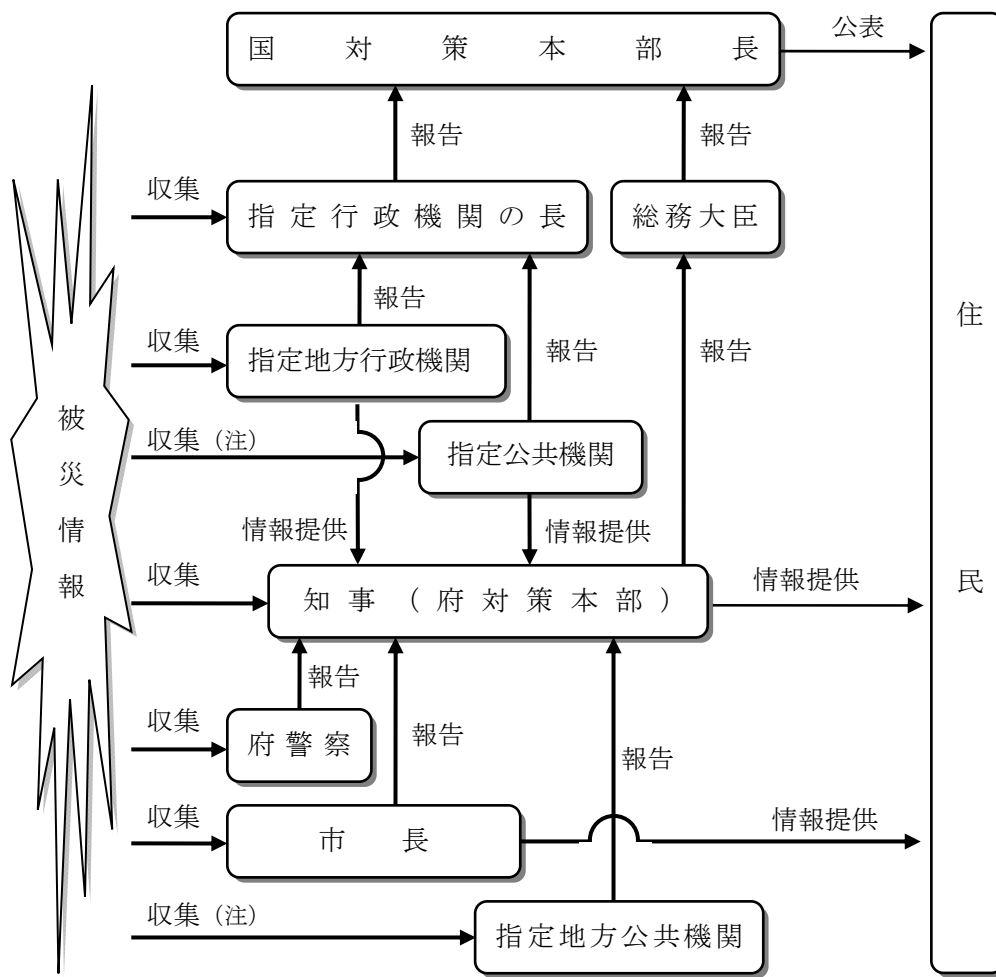 国対策本部長
公表
報告
報告
収集
指定行政機関の長
総務大臣
報告
収集
指定地方行政機関
報告
報告
住民
被災情報
収集（注）
指定公共機関
情報提供
情報提供
収集
知事（府対策本部）
情報提供
報告
収集
府警察
報告
報告
収集
市長
情報提供
収集（注）
指定地方公共機関